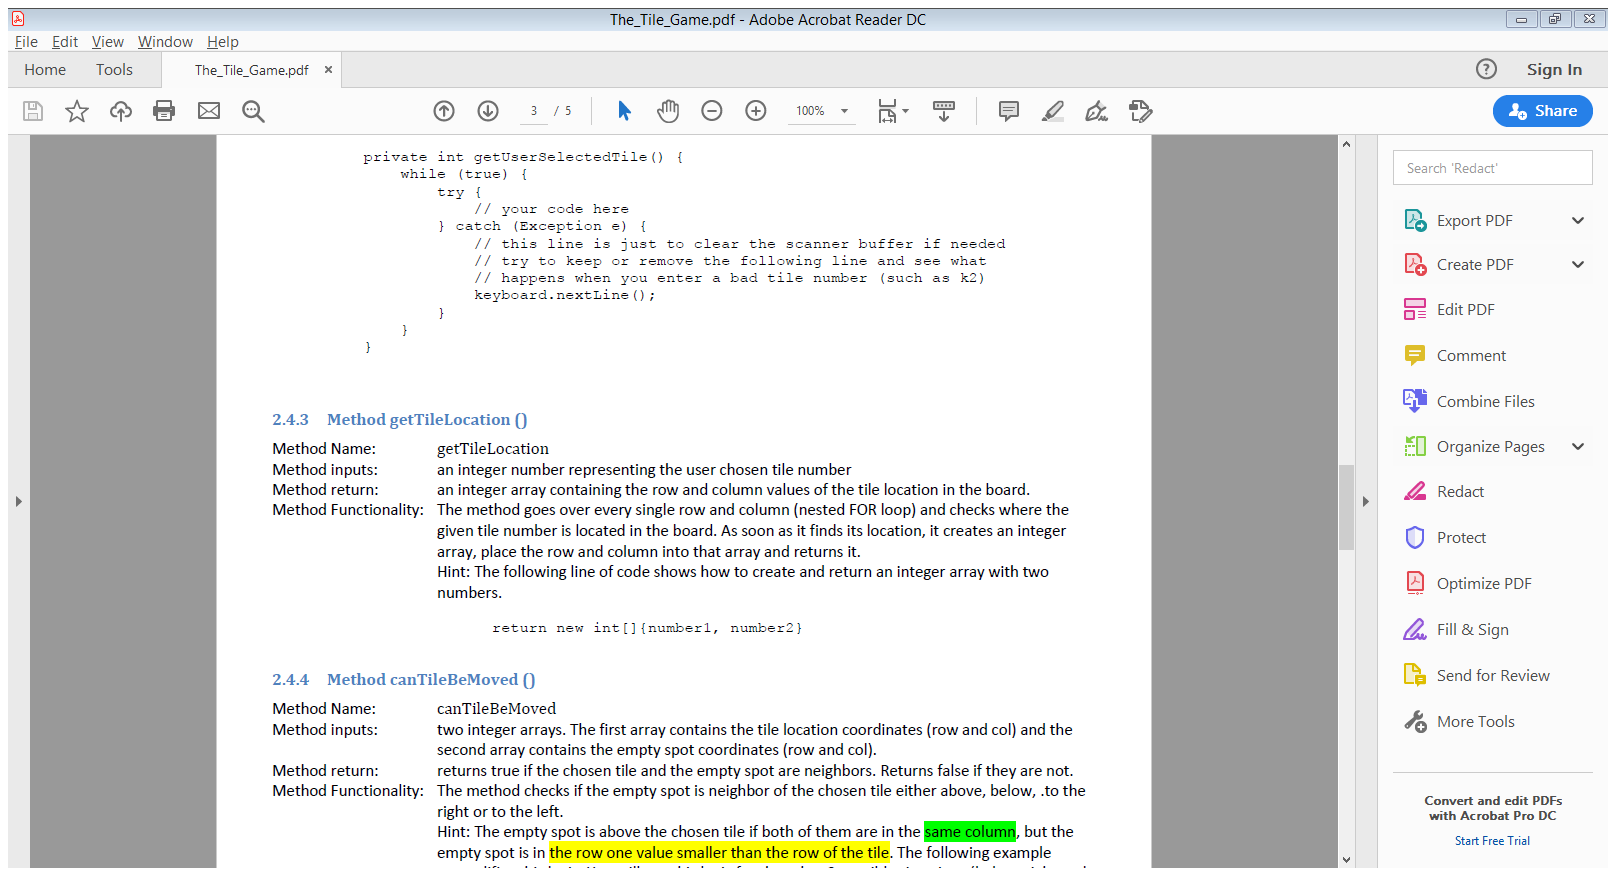 The_Tile_Game.pdf - Adobe Acrobat Reader DC
File Edit View Window Help
Home Tools The_Tile_Game.pdf × Sign In
3 / 5 100% Share
private int getUserSelectedTile() {
while (true) {
try {
// your code here
} catch (Exception e) {
// this line is just to clear the scanner buffer if needed
// try to keep or remove the following line and see what
// happens when you enter a bad tile number (such as k2)
keyboard.nextLine();
}
}
}
2.4.3 Method getTileLocation ()
Method Name: getTileLocation
Method inputs: an integer number representing the user chosen tile number
Method return: an integer array containing the row and column values of the tile location in the board.
Method Functionality: The method goes over every single row and column (nested FOR loop) and checks where the
given tile number is located in the board. As soon as it finds its location, it creates an integer
array, place the row and column into that array and returns it.
Hint: The following line of code shows how to create and return an integer array with two
numbers.
return new int[]{number1, number2}
2.4.4 Method canTileBeMoved ()
Method Name: canTileBeMoved
Method inputs: two integer arrays. The first array contains the tile location coordinates (row and col) and the
second array contains the empty spot coordinates (row and col).
Method return: returns true if the chosen tile and the empty spot are neighbors. Returns false if they are not.
Method Functionality: The method checks if the empty spot is neighbor of the chosen tile either above, below, .to the
right or to the left.
Hint: The empty spot is above the chosen tile if both of them are in the same column, but the
empty spot is in the row one value smaller than the row of the tile. The following example
Search 'Redact'
Export PDF
Create PDF
Edit PDF
Comment
Combine Files
Organize Pages
Redact
Protect
Optimize PDF
Fill & Sign
Send for Review
More Tools
Convert and edit PDFs
with Acrobat Pro DC
Start Free Trial